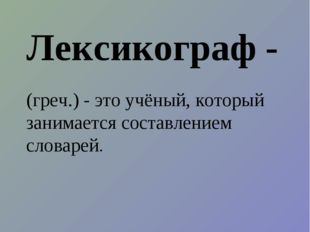 Лексикограф -
(греч.) - это учёный, который
занимается составлением
словарей.